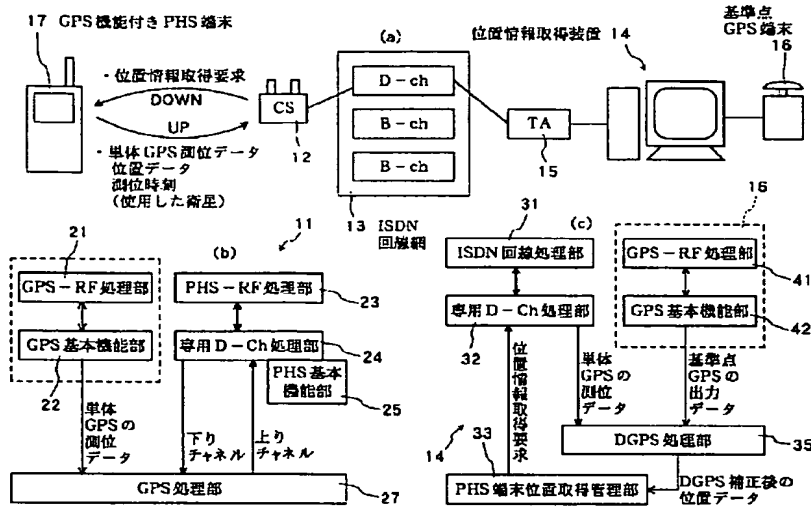 17 GPS機能付きPHS端末
(a)
位置情報取得装置 14
基準点
GPS端末
16
・位置情報取得要求
DOWN
UP
・単体GPS測位データ
位置データ
測位時刻
(使用した衛星)
CS
12
D-ch
B-ch
B-ch
13
ISDN
回線網
TA
15
(b)
11
21
GPS-RF処理部
GPS基本機能部
22
PHS-RF処理部
23
専用D-Ch処理部
24
PHS基本
機能部
25
単体
GPSの
測位
データ
下り
チャネル
上り
チャネル
GPS処理部
27
(c)
31
ISDN回線処理部
専用D-Ch処理部
32
16
GPS-RF処理部
41
GPS基本機能部
42
位置情報取得要求
単体
GPSの
測位
データ
基準点
GPSの
出力
データ
DGPS処理部
35
14
33
PHS端末位置取得管理部
DGPS補正後の
位置データ